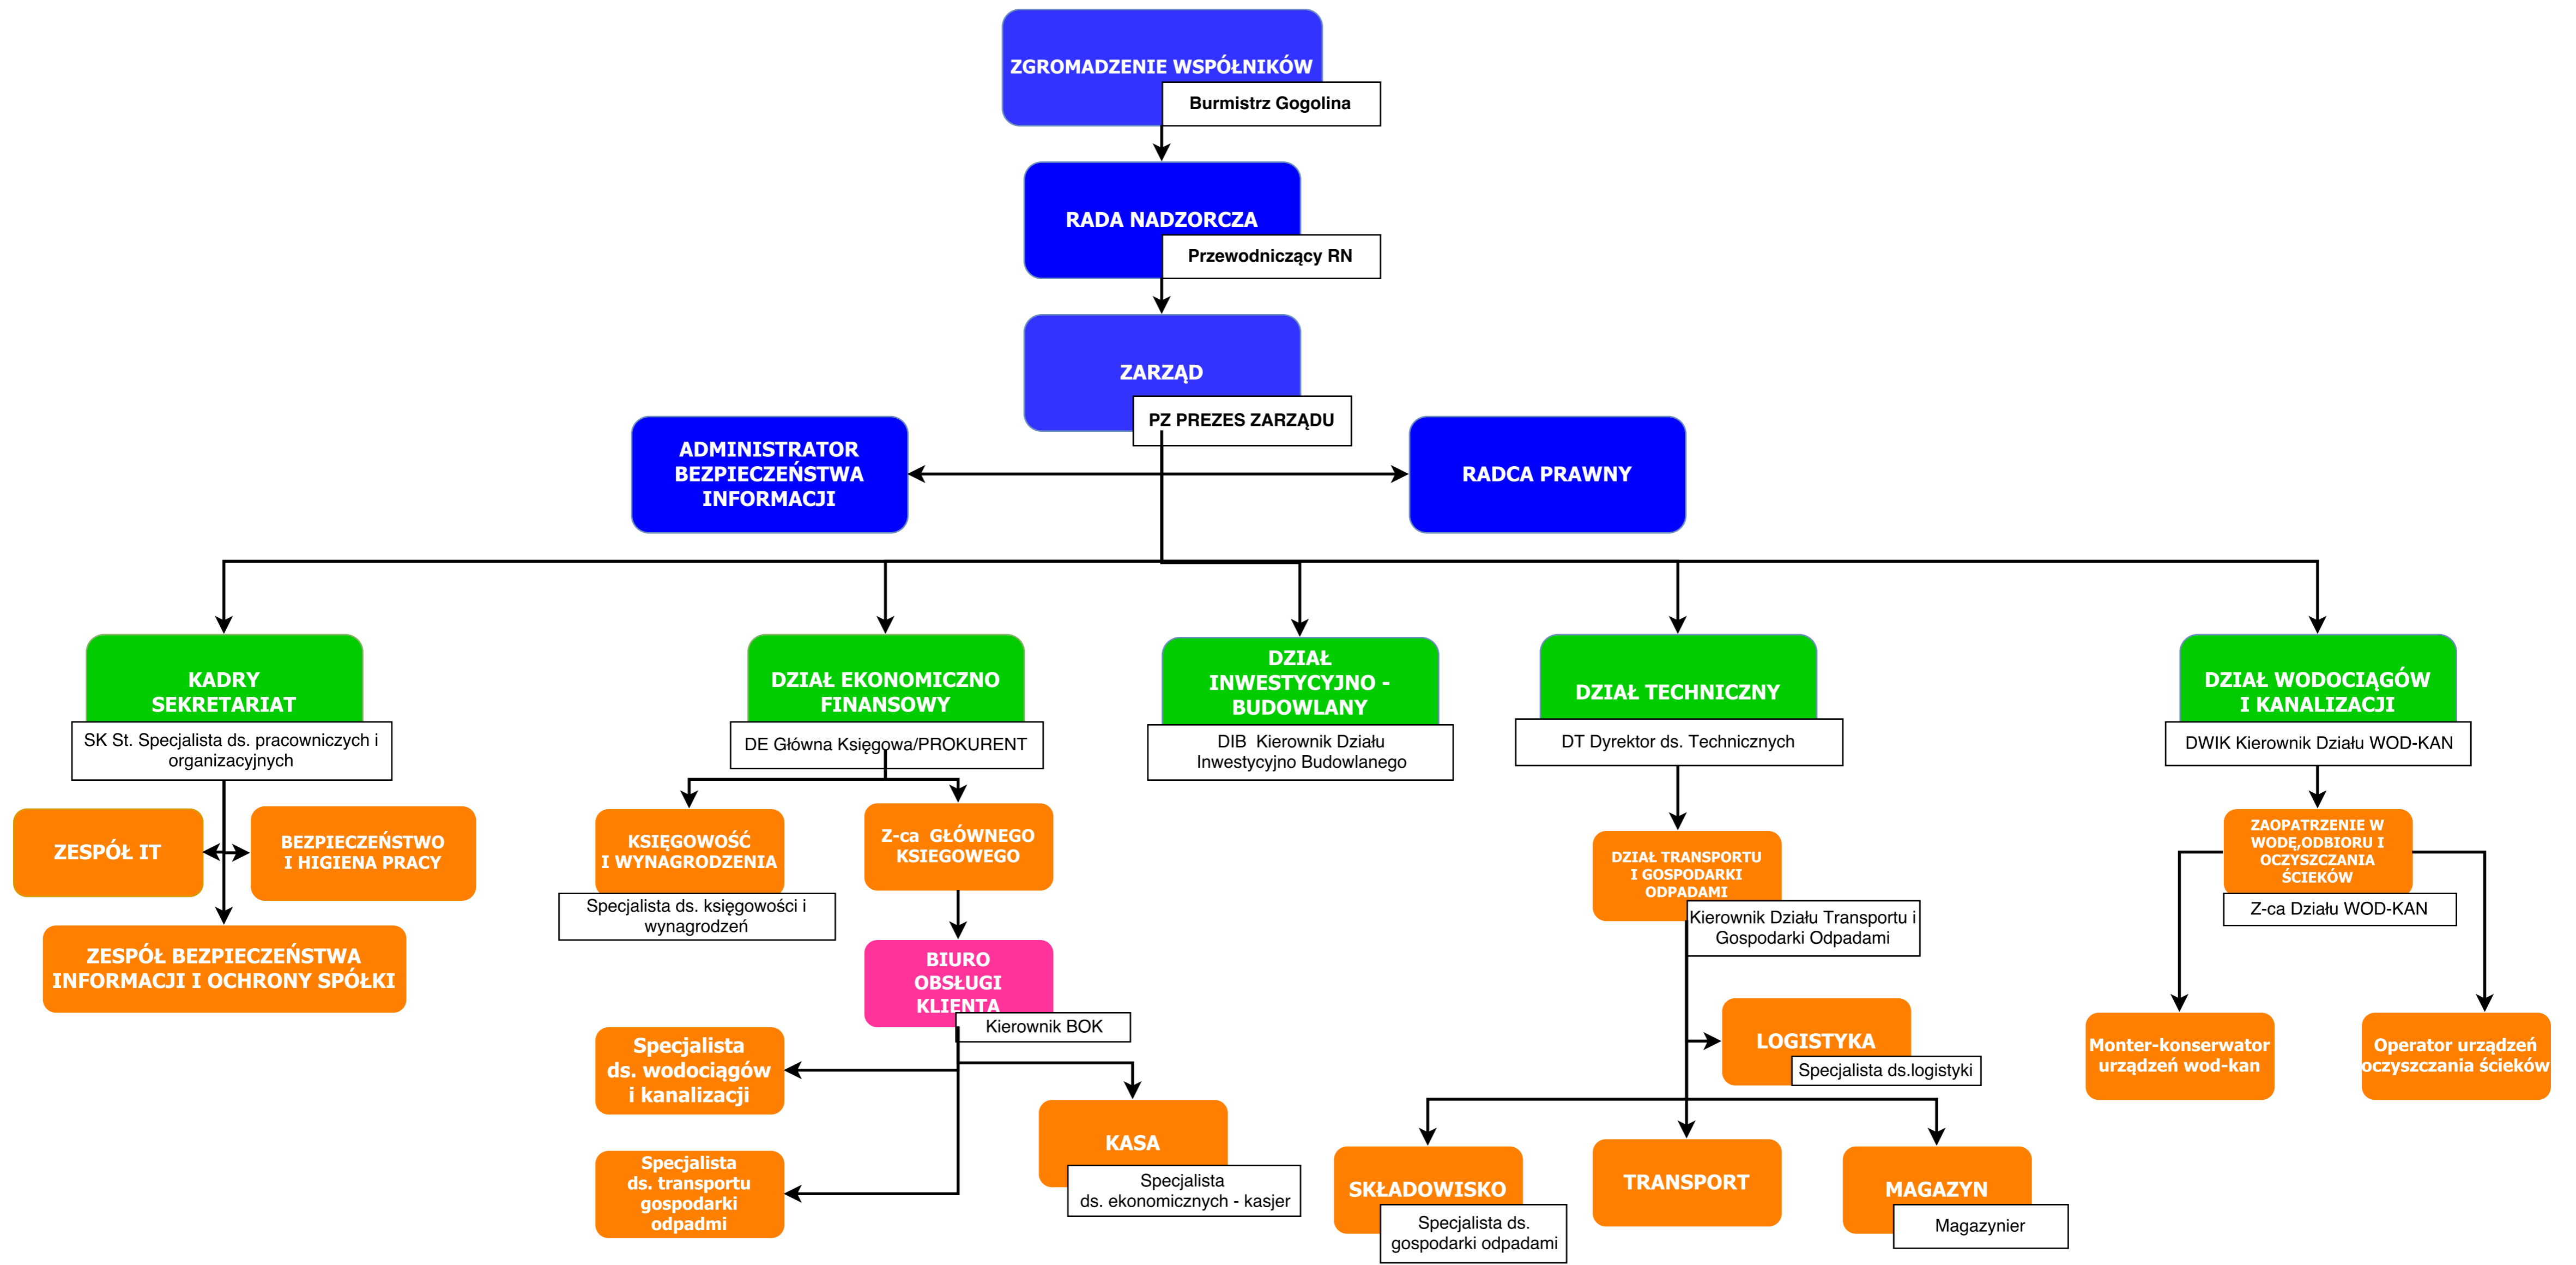 ZGROMADZENIE WSPÓŁNIKÓW
Burmistrz Gogolina
RADA NADZORCZA
Przewodniczący RN
ZARZĄD
PZ PREZES ZARZĄDU
ADMINISTRATOR
BEZPIECZEŃSTWA
INFORMACJI
RADCA PRAWNY
KADRY
SEKRETARIAT
SK St. Specjalista ds. pracowniczych i
organizacyjnych
ZESPÓŁ IT
BEZPIECZEŃSTWO
I HIGIENA PRACY
ZESPÓŁ BEZPIECZEŃSTWA
INFORMACJI I OCHRONY SPÓŁKI
DZIAŁ EKONOMICZNO
FINANSOWY
DE Główna Księgowa/PROKURENT
KSIĘGOWOŚĆ
I WYNAGRODZENIA
Specjalista ds. księgowości i
wynagrodzeń
Z-ca GŁÓWNEGO
KSIEGOWEGO
BIURO
OBSŁUGI
KLIENTA
Kierownik BOK
Specjalista
ds. wodociągów
i kanalizacji
Specjalista
ds. transportu
gospodarki
odpadmi
KASA
Specjalista
ds. ekonomicznych - kasjer
DZIAŁ
INWESTYCYJNO -
BUDOWLANY
DIB Kierownik Działu
Inwestycyjno Budowlanego
DZIAŁ TECHNICZNY
DT Dyrektor ds. Technicznych
DZIAŁ TRANSPORTU
I GOSPODARKI
ODPADAMI
Kierownik Działu Transportu i
Gospodarki Odpadami
LOGISTYKA
Specjalista ds.logistyki
SKŁADOWISKO
Specjalista ds.
gospodarki odpadami
TRANSPORT
MAGAZYN
Magazynier
DZIAŁ WODOCIĄGÓW
I KANALIZACJI
DWIK Kierownik Działu WOD-KAN
ZAOPATRZENIE W
WODĘ,ODBIORU I
OCZYSZCZANIA
ŚCIEKÓW
Z-ca Działu WOD-KAN
Monter-konserwator
urządzeń wod-kan
Operator urządzeń
oczyszczania ścieków